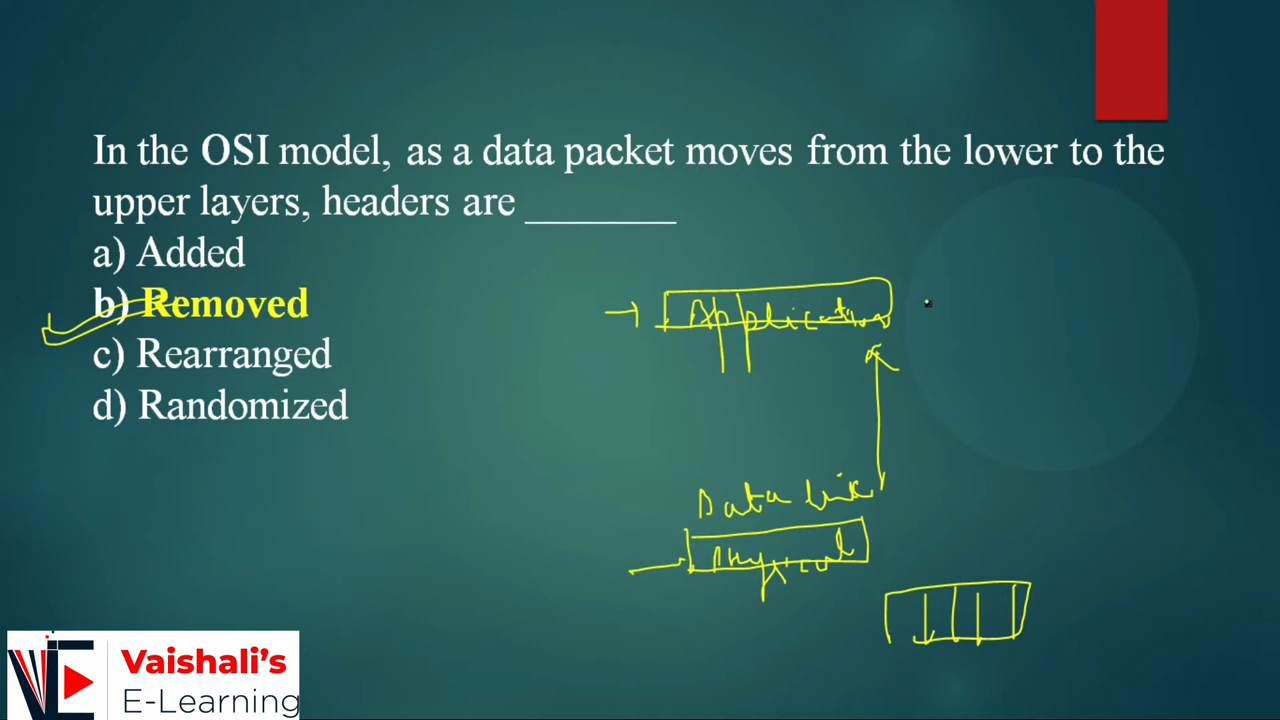 In the OSI model, as a data packet moves from the lower to the
upper layers, headers are ________
a) Added
b) Removed
c) Rearranged
d) Randomized
Application
Data link
Physical
Vaishali's
E-Learning